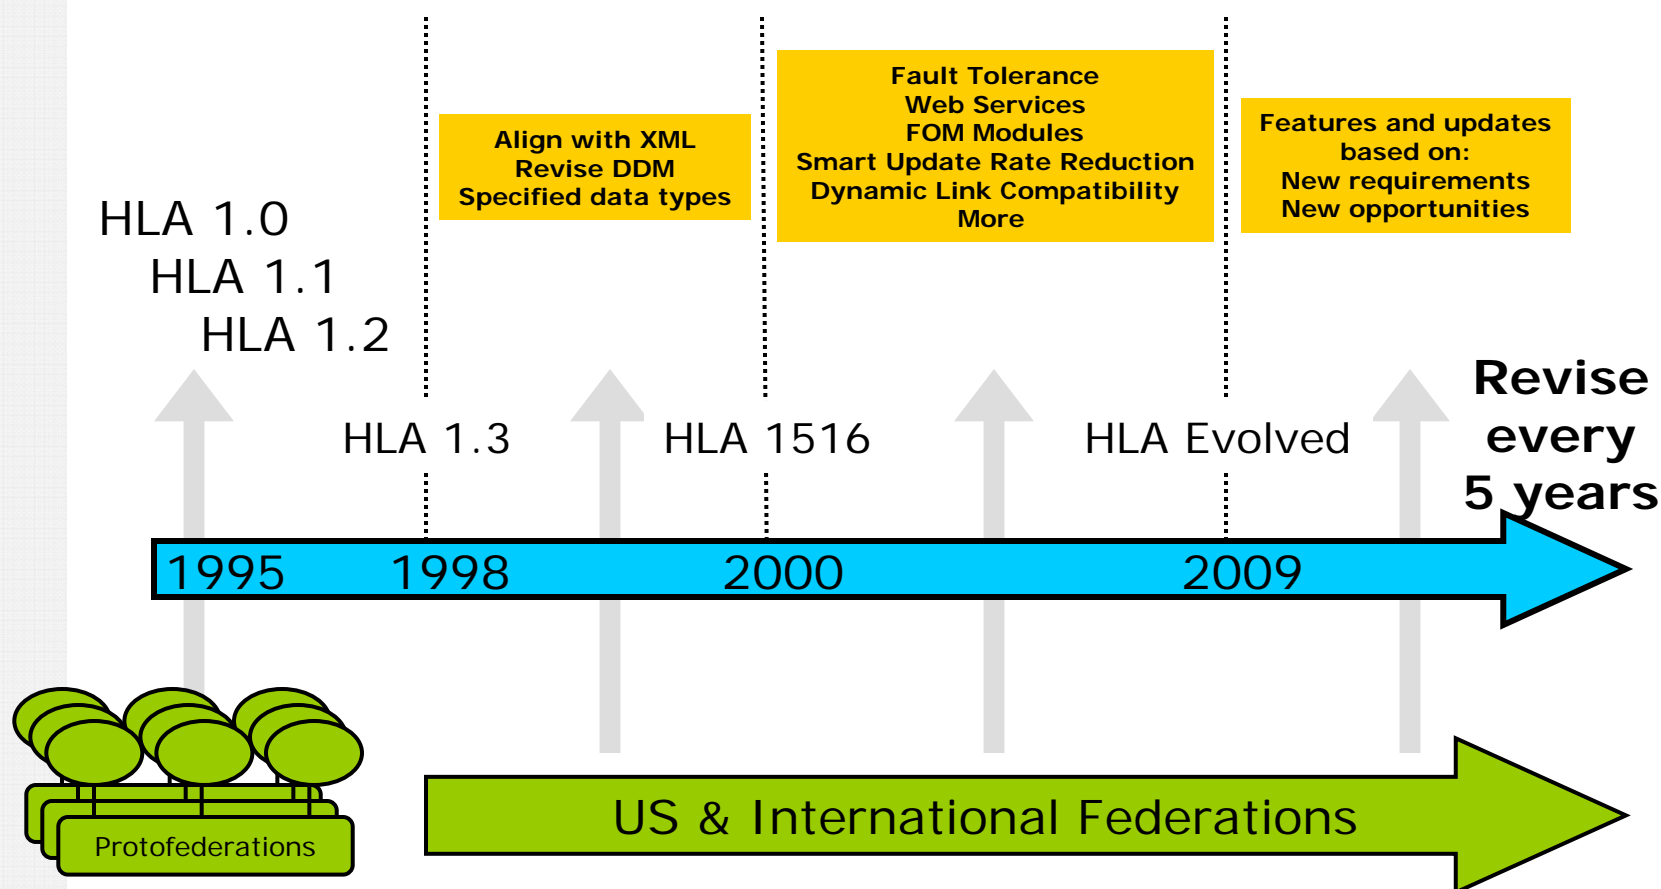 Fault Tolerance
Web Services
FOM Modules
Smart Update Rate Reduction
Dynamic Link Compatibility
More
Align with XML
Revise DDM
Specified data types
Features and updates
based on:
New requirements
New opportunities
HLA 1.0
HLA 1.1
HLA 1.2
HLA 1.3
HLA 1516
HLA Evolved
Revise
every
5 years
1995
1998
2000
2009
Protofederations
US & International Federations